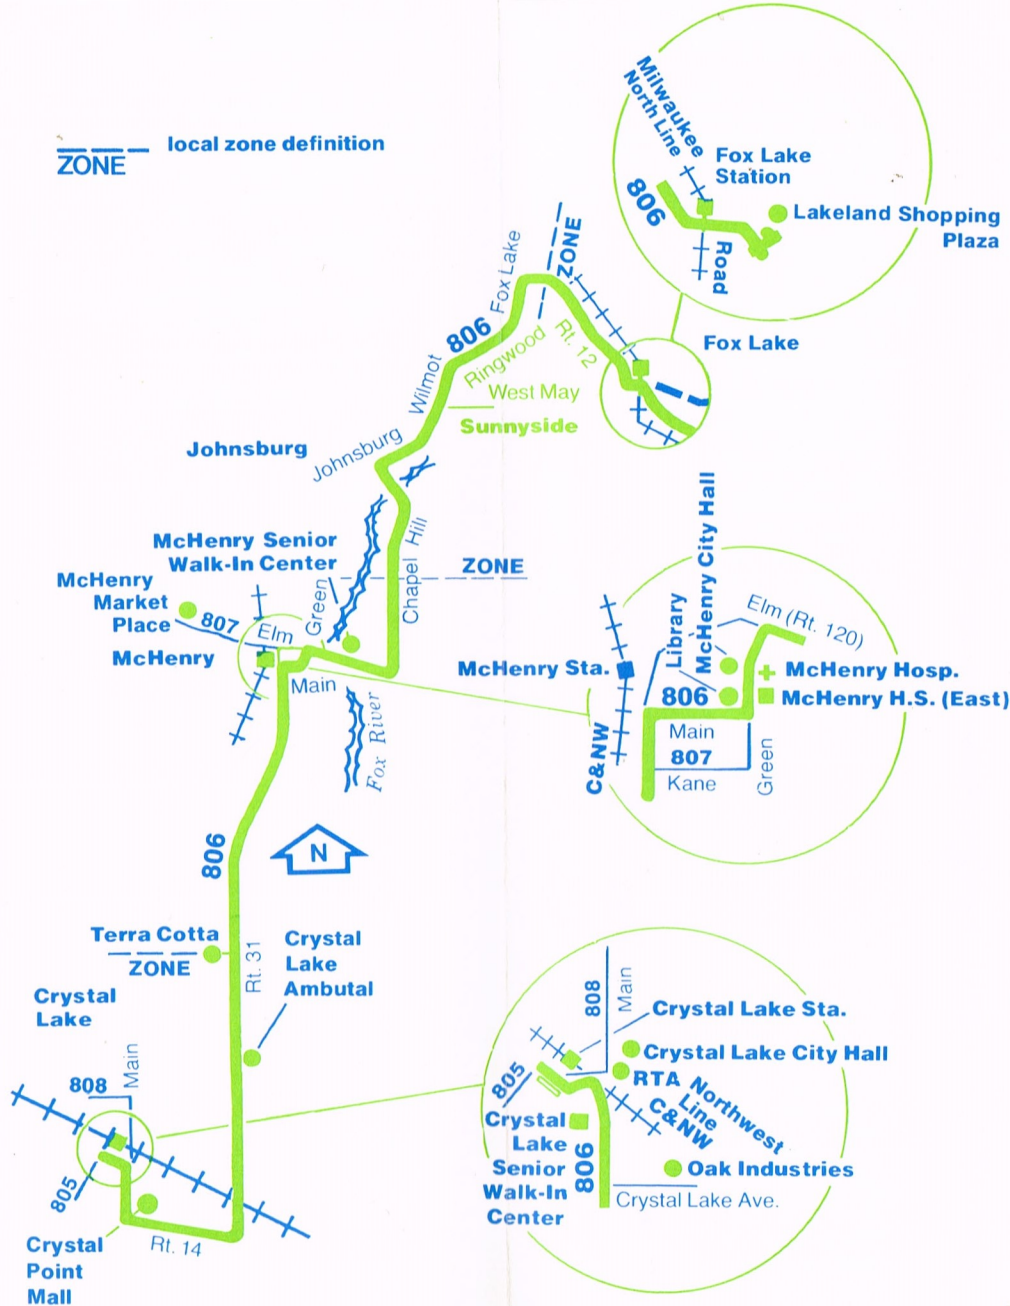 Milwaukee
North Line
Fox Lake
Station
806
Lakeland Shopping
Plaza
Road
ZONE
local zone definition
ZONE
Fox Lake
806
Ringwood
Rt. 12
Fox Lake
Wilmot
West May
Sunnyside
Johnsburg
Johnsburg
McHenry Senior
Walk-In Center
Chapel Hill
ZONE
McHenry
Market
Place
807
Elm
Green
McHenry
Main
Fox River
McHenry City Hall
Library
Elm (Rt. 120)
McHenry Sta.
McHenry Hosp.
806
McHenry H.S. (East)
Main
807
Kane
Green
C&NW
806
N
Terra Cotta
ZONE
Rt. 31
Crystal
Lake
Ambutal
Crystal
Lake
Main
808
805
Crystal
Point
Mall
Rt. 14
808
Main
Crystal Lake Sta.
Crystal Lake City Hall
805
RTA Northwest
Line
C&NW
Crystal
Lake
Senior
Walk-In
Center
806
Oak Industries
Crystal Lake Ave.